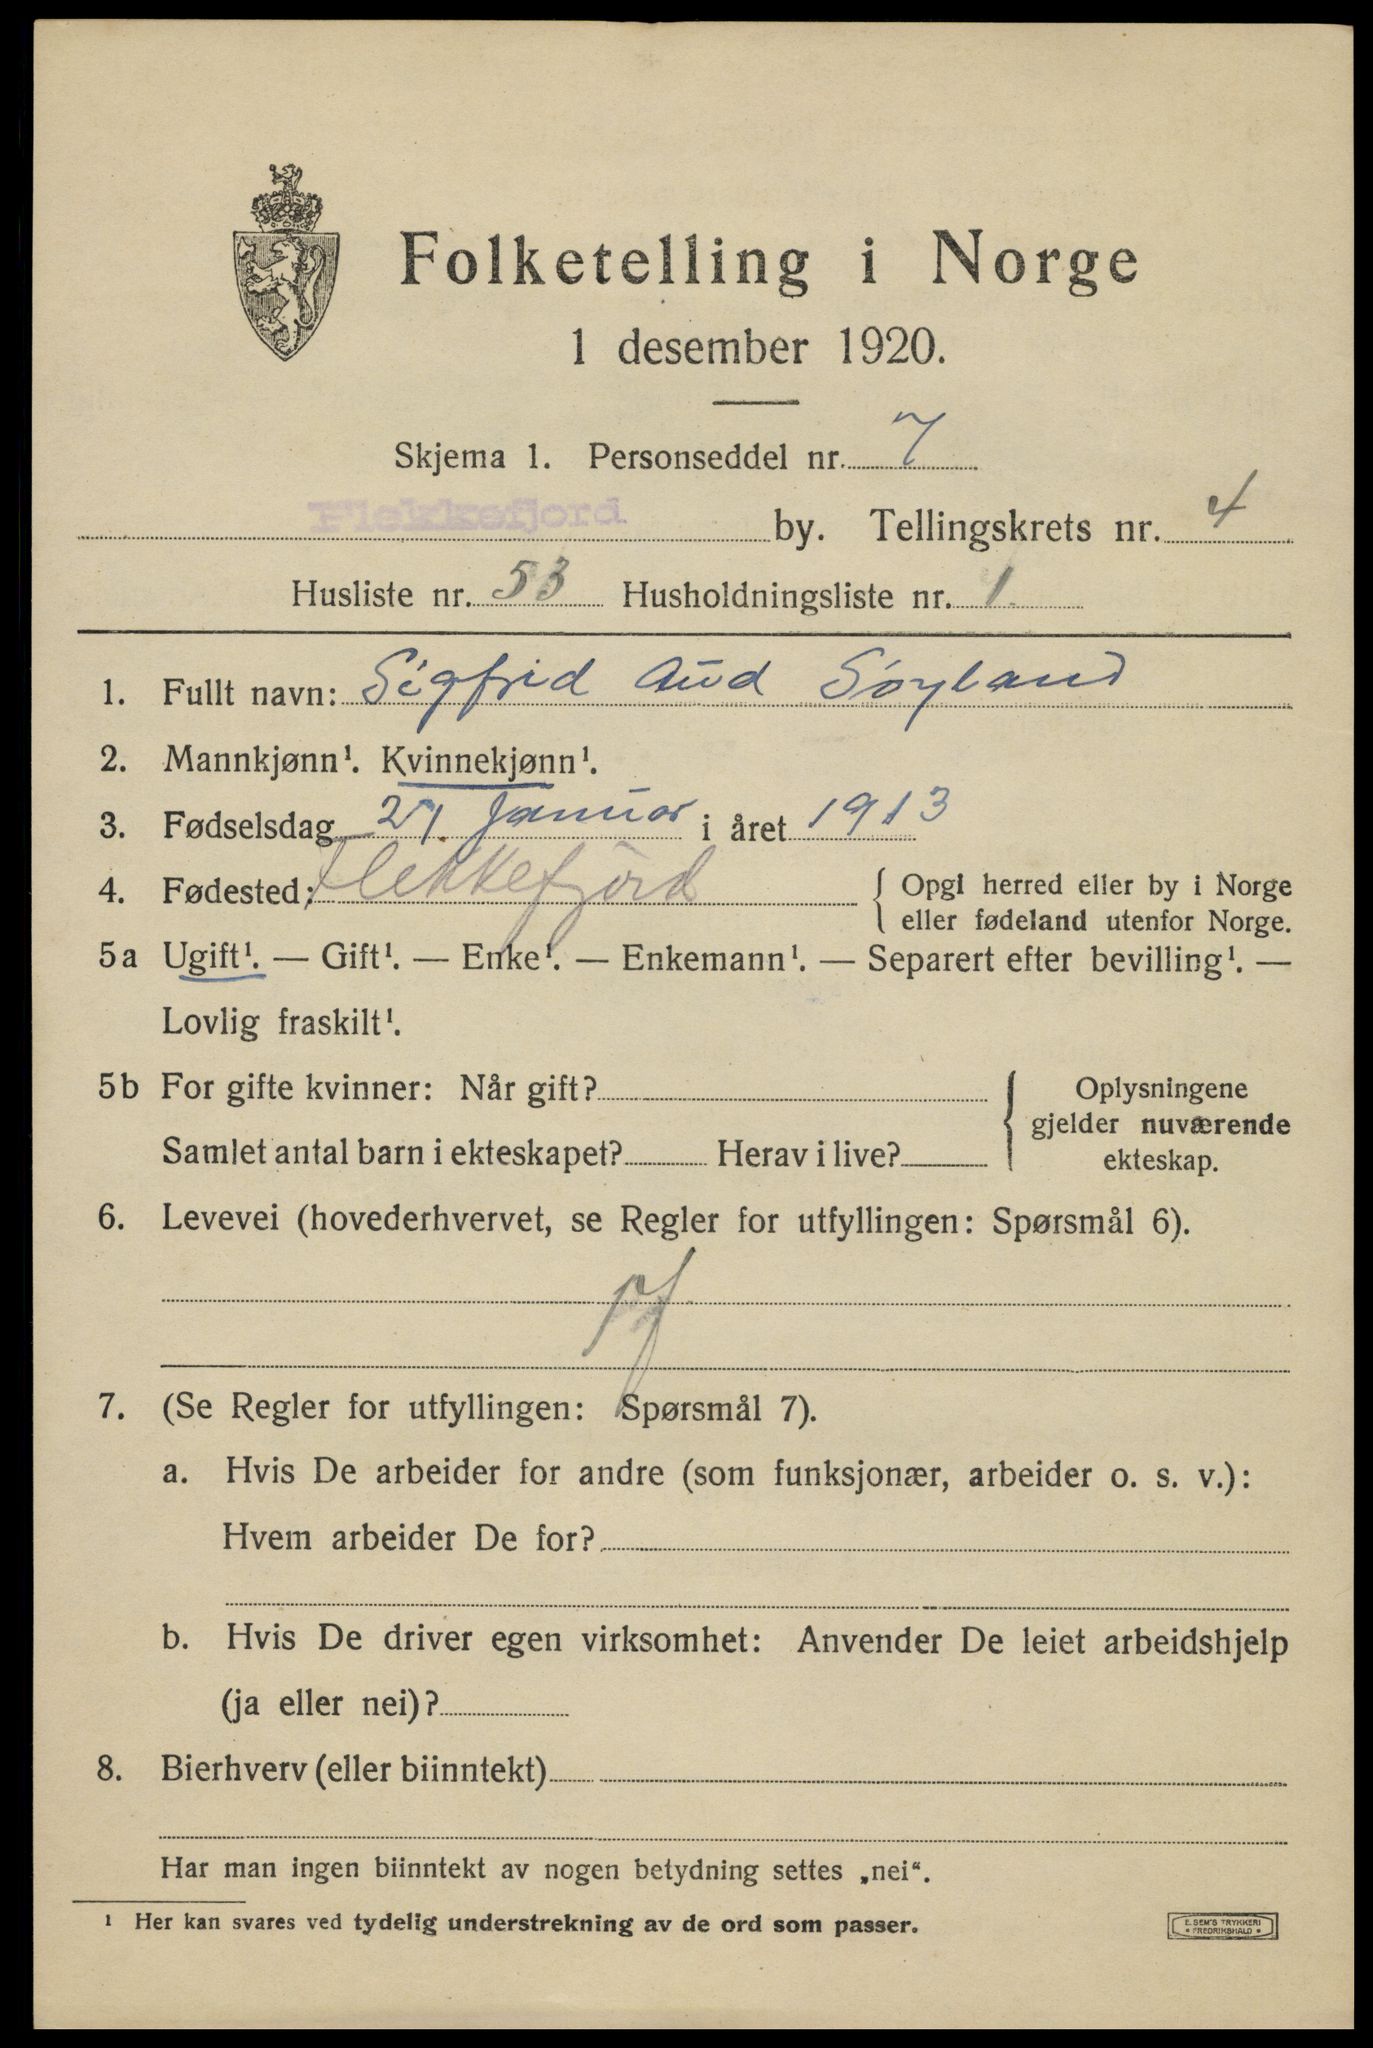 Folketelling i Norge
1 desember 1920.
Skjema 1. Personseddel nr. 7
Flekkefjord by. Tellingskrets nr. 4
Husliste nr. 53 Husholdningsliste nr. 1.
1. Fullt navn: Sigfrid Aud Söyland
2. Mannkjønn¹. Kvinnekjønn¹.
3. Fødselsdag Januar i året 1913
4. Fødested: Flekkefjörd { Opgi herred eller by i Norge
eller fødeland utenfor Norge.
5a Ugift¹. — Gift¹. — Enke¹. — Enkemann¹. — Separert efter bevilling¹. —
Lovlig fraskilt¹.
5b For gifte kvinner: Når gift? { Oplysningene
gjelder nuværende
Samlet antal barn i ekteskapet? Herav i live? ekteskap.
6. Levevei (hovederhvervet, se Regler for utfyllingen: Spørsmål 6).
7. (Se Regler for utfyllingen: Spørsmål 7).
a. Hvis De arbeider for andre (som funksjonær, arbeider o. s. v.):
Hvem arbeider De for?
b. Hvis De driver egen virksomhet: Anvender De leiet arbeidshjelp
(ja eller nei)?
8. Bierhverv (eller biinntekt)
Har man ingen biinntekt av nogen betydning settes „nei“.
¹ Her kan svares ved tydelig understrekning av de ord som passer.
E. SEM'S TRYKKERI
• FREDRIKSHALD •